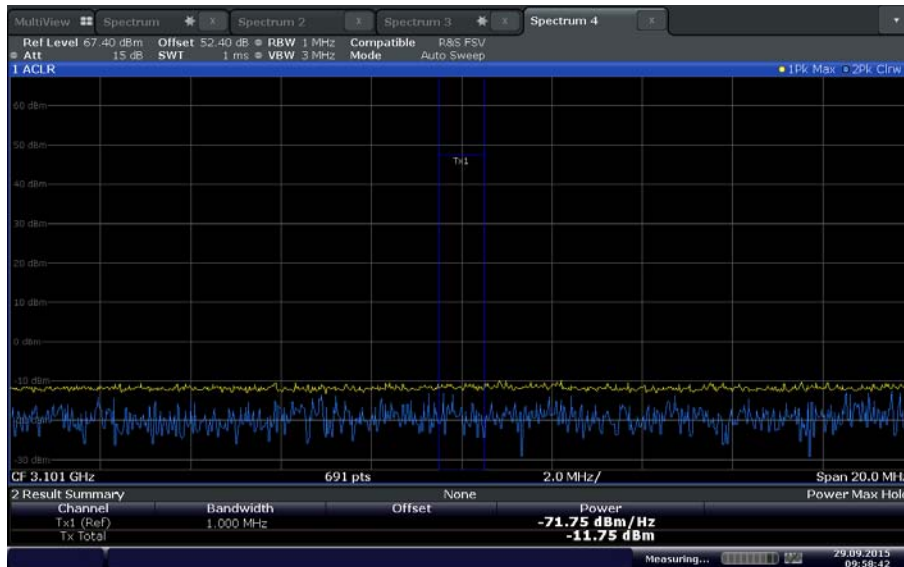 MultiView Spectrum X Spectrum 2 X Spectrum 3 X Spectrum 4 X
Ref Level 67.40 dBm Offset 52.40 dB RBW 1 MHz Compatible R&S FSV
Att 15 dB SWT 1 ms VBW 3 MHz Mode Auto Sweep
1 ACLR 1Pk Max 2Pk Clrw
60 dBm
50 dBm
Tx1
40 dBm
30 dBm
20 dBm
10 dBm
0 dBm
-10 dBm
-20 dBm
-30 dBm
CF 3.101 GHz 691 pts 2.0 MHz/ Span 20.0 MHz
2 Result Summary None Power Max Hold
Channel Bandwidth Offset Power
Tx1 (Ref) 1.000 MHz -71.75 dBm/Hz
Tx Total -11.75 dBm
Measuring... 29.09.2015
09:58:42